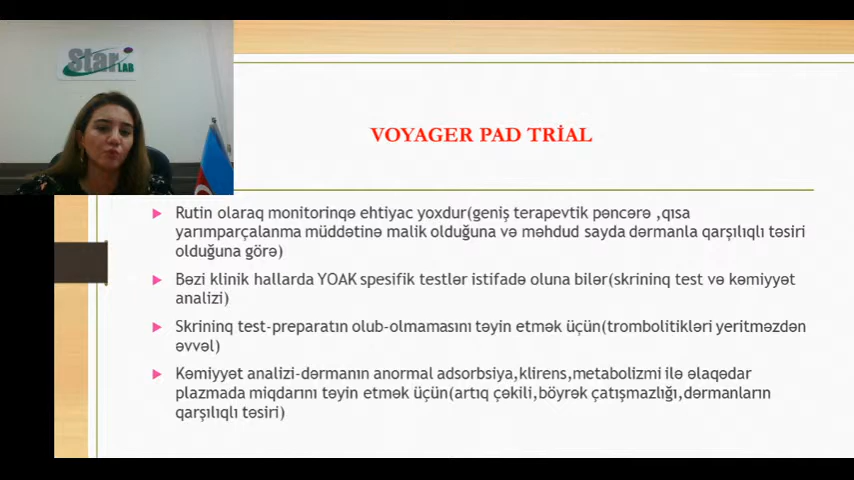 Star LAB
VOYAGER PAD TRİAL
Rutin olaraq monitorinqə ehtiyac yoxdur(geniş terapevtik pəncərə ,qısa
yarımparçalanma müddətinə malik olduğuna və məhdud sayda dərmanla qarşılıqlı təsiri
olduğuna görə)
Bəzi klinik hallarda YOAK spesifik testlər istifadə oluna bilər(skrininq test və kəmiyyət
analizi)
Skrininq test-preparatın olub-olmamasını təyin etmək üçün(trombolitikləri yeritməzdən
əvvəl)
Kəmiyyət analizi-dərmanın anormal adsorbsiya,klirens,metabolizmi ilə əlaqədar
plazmada miqdarını təyin etmək üçün(artıq çəkili,böyrək çatışmazlığı,dərmanların
qarşılıqlı təsiri)